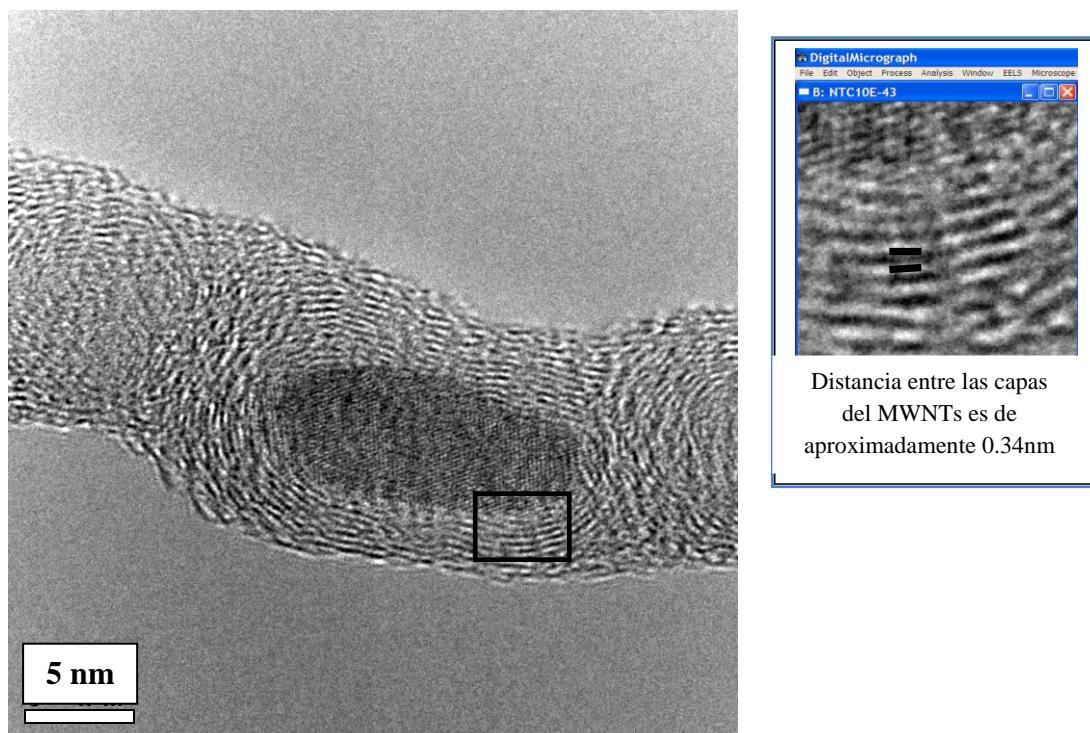 5 nm
DigitalMicrograph
File Edit Object Process Analysis Window EELS Microscope
B: NTC10E-43
Distancia entre las capas
del MWNTs es de
aproximadamente 0.34nm